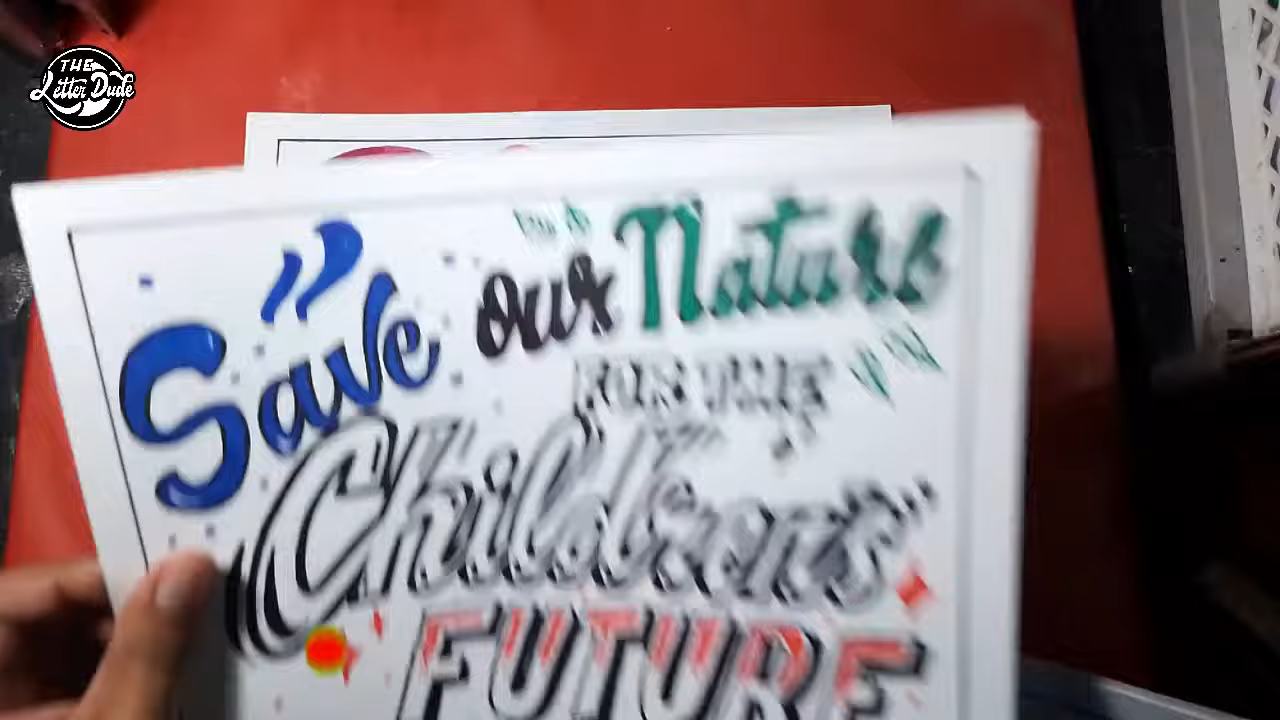 THE
Letter Dude
Save our Nature
Children's
FUTURE